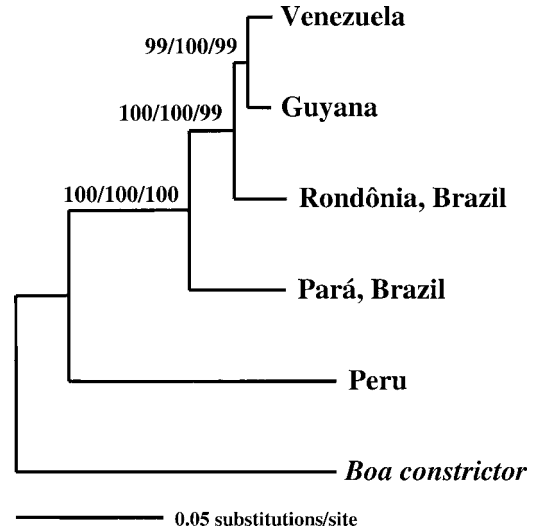 Venezuela
99/100/99
Guyana
100/100/99
100/100/100
Rondônia, Brazil
Pará, Brazil
Peru
Boa constrictor
0.05 substitutions/site